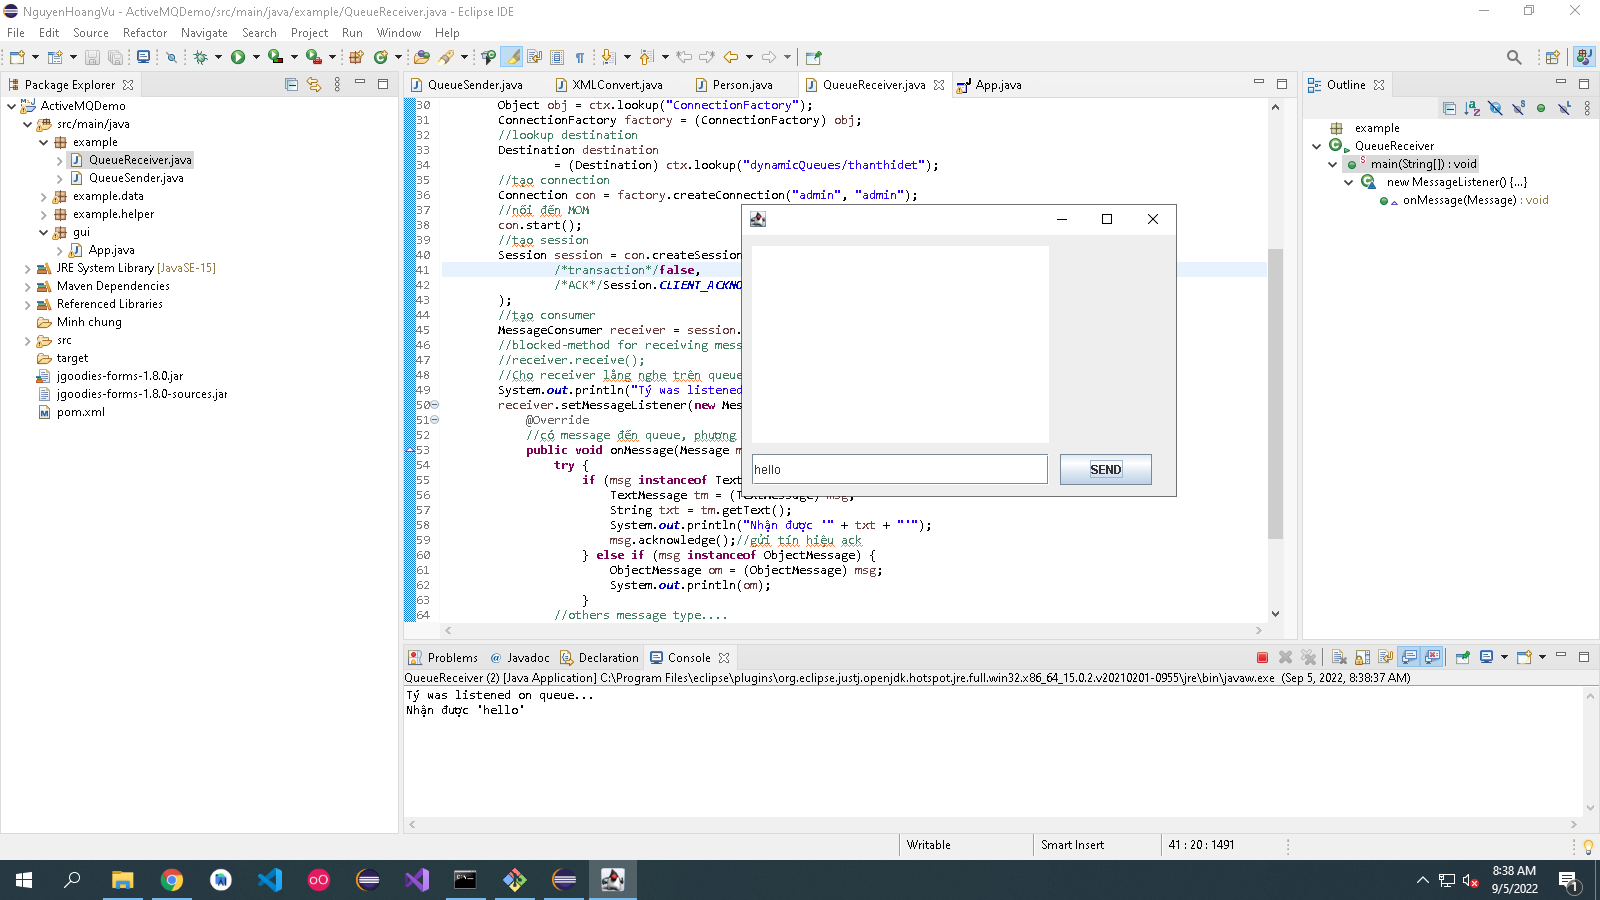 NguyenHoangVu - ActiveMQDemo/src/main/java/example/QueueReceiver.java - Eclipse IDE
File Edit Source Refactor Navigate Search Project Run Window Help
Package Explorer
ActiveMQDemo
src/main/java
example
QueueReceiver.java
QueueSender.java
example.data
example.helper
gui
App.java
JRE System Library [JavaSE-15]
Maven Dependencies
Referenced Libraries
Minh chung
src
target
jgoodies-forms-1.8.0.jar
jgoodies-forms-1.8.0-sources.jar
pom.xml
QueueSender.java XMLConvert.java Person.java QueueReceiver.java App.java
30 Object obj = ctx.lookup("ConnectionFactory");
31 ConnectionFactory factory = (ConnectionFactory) obj;
32 //lookup destination
33 Destination destination
34 = (Destination) ctx.lookup("dynamicQueues/thanthidet");
35 //tạo connection
36 Connection con = factory.createConnection("admin", "admin");
37 //nối đến MOM
38 con.start();
39 //tạo session
40 Session session = con.createSession
41 /*transaction*/false,
42 /*ACK*/Session.CLIENT_ACKNO
43 );
44 //tạo consumer
45 MessageConsumer receiver = session.
46 //blocked-method for receiving mess
47 //receiver.receive();
48 //Cho receiver lắng nghe trên queue
49 System.out.println("Tý was listened
50 receiver.setMessageListener(new Mes
51 @Override
52 //có message đến queue, phương
53 public void onMessage(Message m
54 try {
55 if (msg instanceof Text
56 TextMessage tm = (TextMessage) msg;
57 String txt = tm.getText();
58 System.out.println("Nhận được '" + txt + "'");
59 msg.acknowledge();//gửi tín hiệu ack
60 } else if (msg instanceof ObjectMessage) {
61 ObjectMessage om = (ObjectMessage) msg;
62 System.out.println(om);
63 }
64 //others message type....
hello
SEND
Outline
example
QueueReceiver
main(String[]) : void
new MessageListener() {...}
onMessage(Message) : void
Problems Javadoc Declaration Console
QueueReceiver (2) [Java Application] C:\Program Files\eclipse\plugins\org.eclipse.justj.openjdk.hotspot.jre.full.win32.x86_64_15.0.2.v20210201-0955\jre\bin\javaw.exe (Sep 5, 2022, 8:38:37 AM)
Tý was listened on queue...
Nhận được 'hello'
Writable Smart Insert 41 : 20 : 1491
8:38 AM
9/5/2022
1